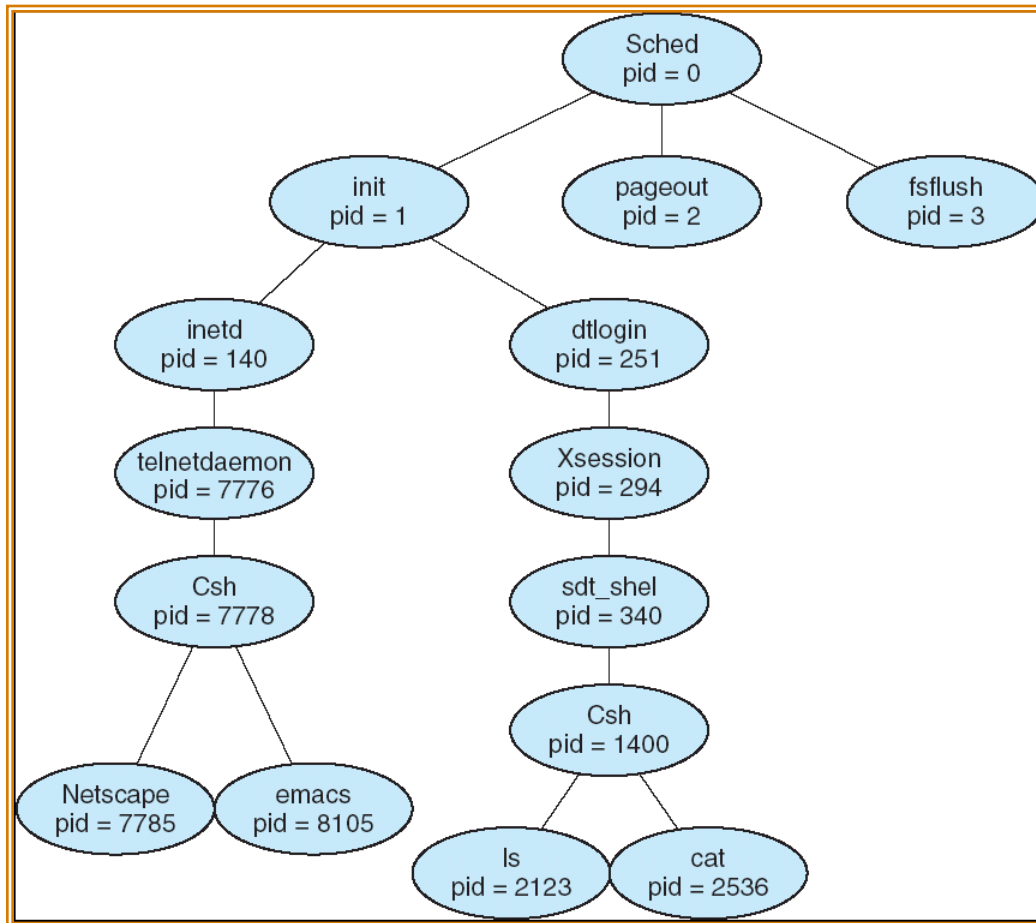 Sched
pid = 0
init
pid = 1
pageout
pid = 2
fsflush
pid = 3
inetd
pid = 140
dtlogin
pid = 251
telnetdaemon
pid = 7776
Xsession
pid = 294
Csh
pid = 7778
sdt_shel
pid = 340
Csh
pid = 1400
Netscape
pid = 7785
emacs
pid = 8105
ls
pid = 2123
cat
pid = 2536